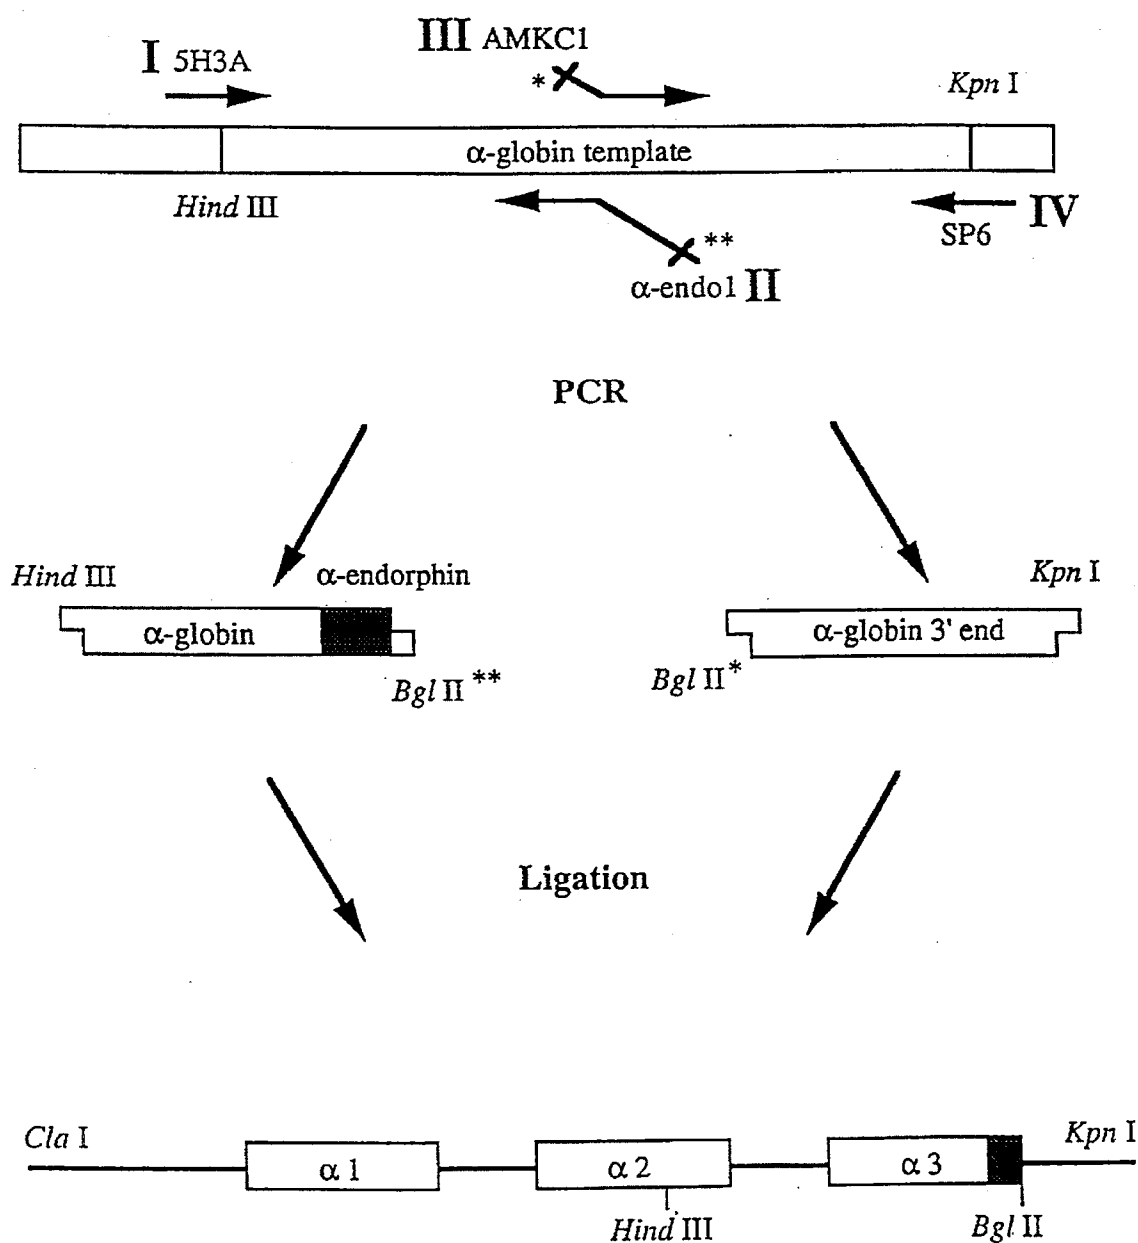 I 5H3A
III AMKC1
*
Kpn I
α-globin template
Hind III
SP6 IV
**
α-endo1 II
PCR
Hind III
α-endorphin
Kpn I
α-globin
α-globin 3' end
Bgl II **
Bgl II*
Ligation
Cla I
Kpn I
α 1
α 2
α 3
Hind III
Bgl II